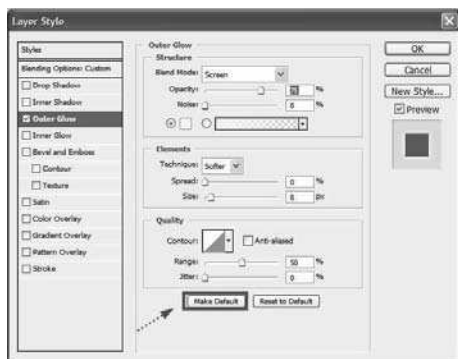 Layer Style
Styles
Blending Options: Custom
Drop Shadow
Inner Shadow
Outer Glow
Inner Glow
Bevel and Emboss
Contour
Texture
Satin
Color Overlay
Gradient Overlay
Pattern Overlay
Stroke
Outer Glow
Structure
Blend Mode: Screen
Opacity: %
Noise: 0 %
Elements
Technique: Softer
Spread: 0 %
Size: px
Quality
Contour: Anti-aliased
Range: 50 %
Jitter: 0 %
Make Default Reset to Default
OK
Cancel
New Style...
Preview